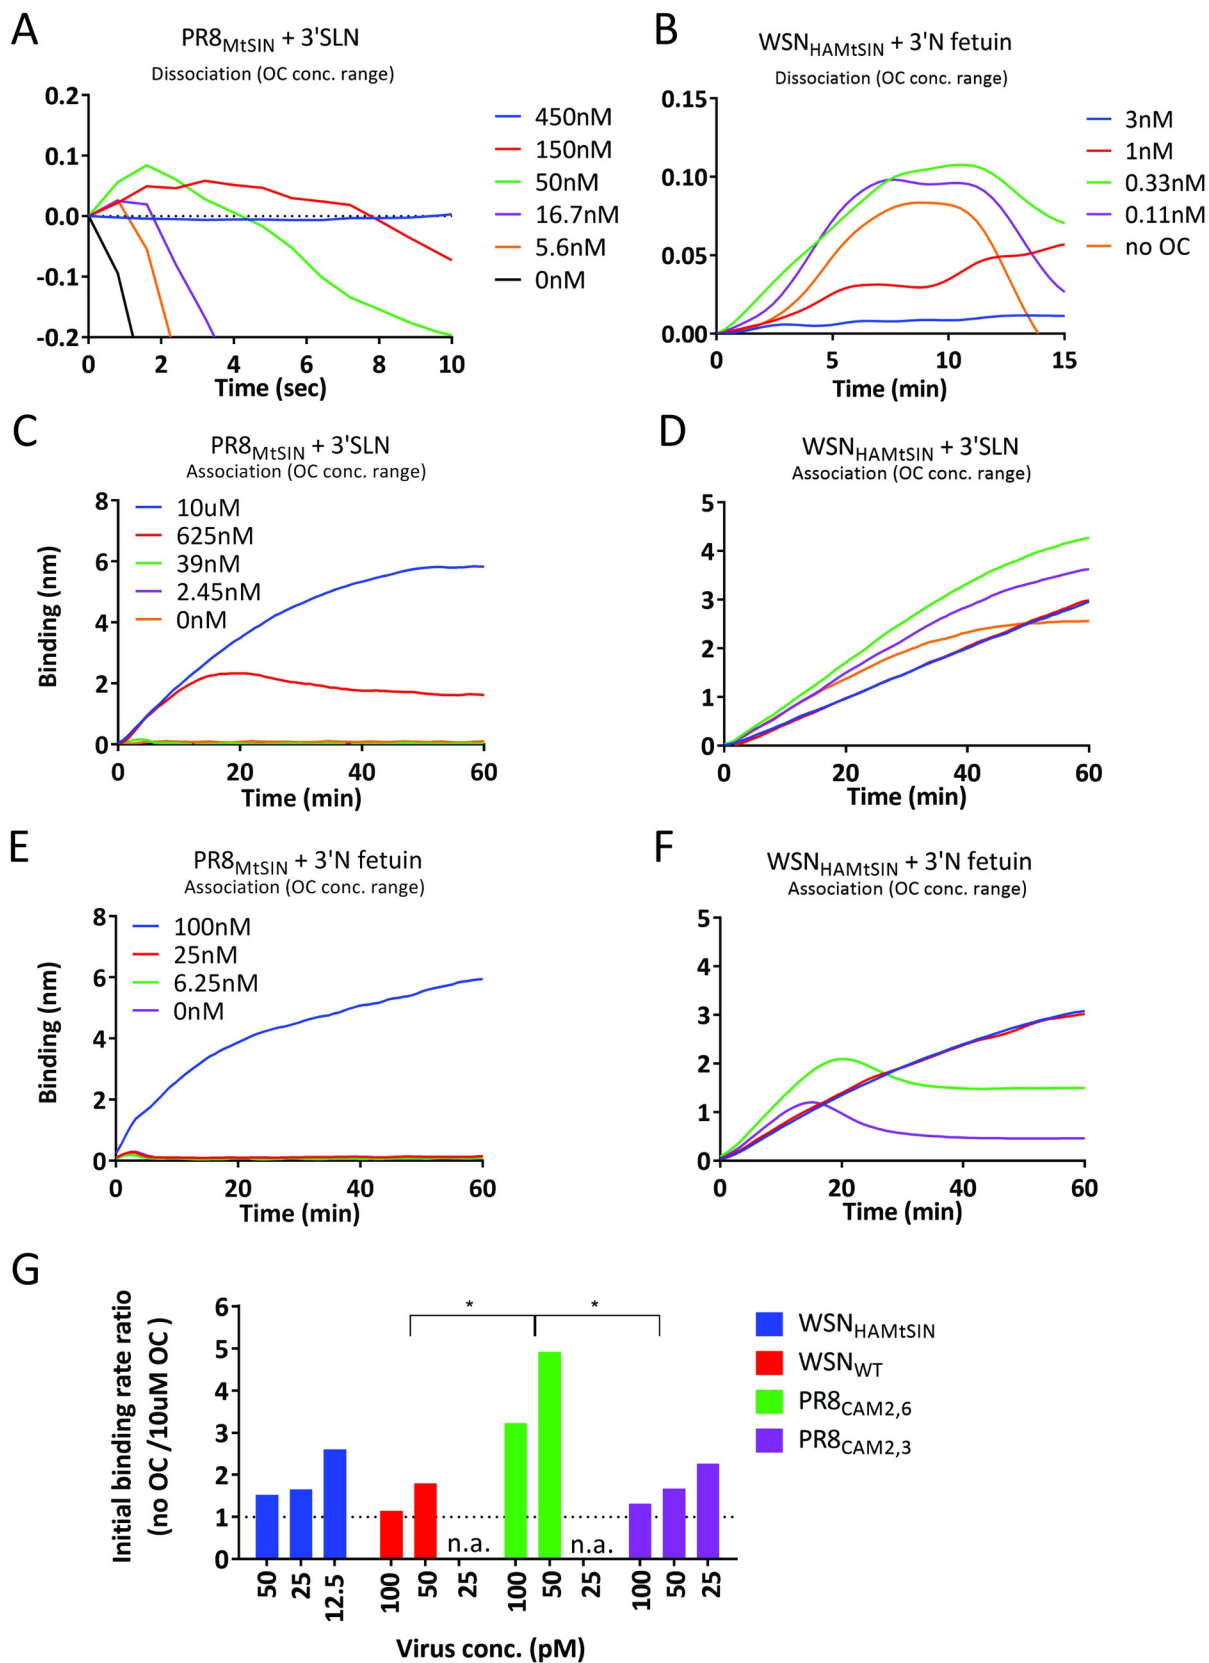 A
PR8MtSIN + 3'SLN
Dissociation (OC conc. range)
0.2
0.1
0.0
-0.1
-0.2
0 2 4 6 8 10
Time (sec)
450nM
150nM
50nM
16.7nM
5.6nM
0nM
B
WSNHAMtSIN + 3'N fetuin
Dissociation (OC conc. range)
0.15
0.10
0.05
0.00
0 5 10 15
Time (min)
3nM
1nM
0.33nM
0.11nM
no OC
C
PR8MtSIN + 3'SLN
Association (OC conc. range)
Binding (nm)
8
6
4
2
0
10uM
625nM
39nM
2.45nM
0nM
0 20 40 60
Time (min)
D
WSNHAMtSIN + 3'SLN
Association (OC conc. range)
5
4
3
2
1
0
0 20 40 60
Time (min)
E
PR8MtSIN + 3'N fetuin
Association (OC conc. range)
Binding (nm)
8
6
4
2
0
100nM
25nM
6.25nM
0nM
0 20 40 60
Time (min)
F
WSNHAMtSIN + 3'N fetuin
Association (OC conc. range)
5
4
3
2
1
0
0 20 40 60
Time (min)
G
Initial binding rate ratio
(no OC /10uM OC )
6
5
4
3
2
1
0
* *
n.a. n.a.
50 25 12.5 100 50 25 100 50 25 100 50 25
Virus conc. (pM)
WSNHAMtSIN
WSNWT
PR8CAM2,6
PR8CAM2,3